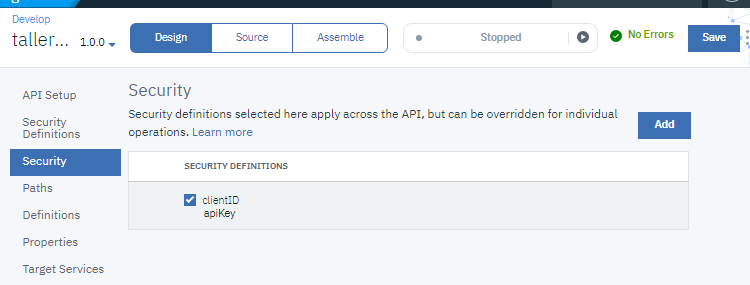 Develop
taller... 1.0.0
Design Source Assemble
Stopped
No Errors
Save
API Setup
Security
Definitions
Security
Paths
Definitions
Properties
Target Services
Security
Security definitions selected here apply across the API, but can be overridden for individual
operations. Learn more
Add
SECURITY DEFINITIONS
clientID
apiKey